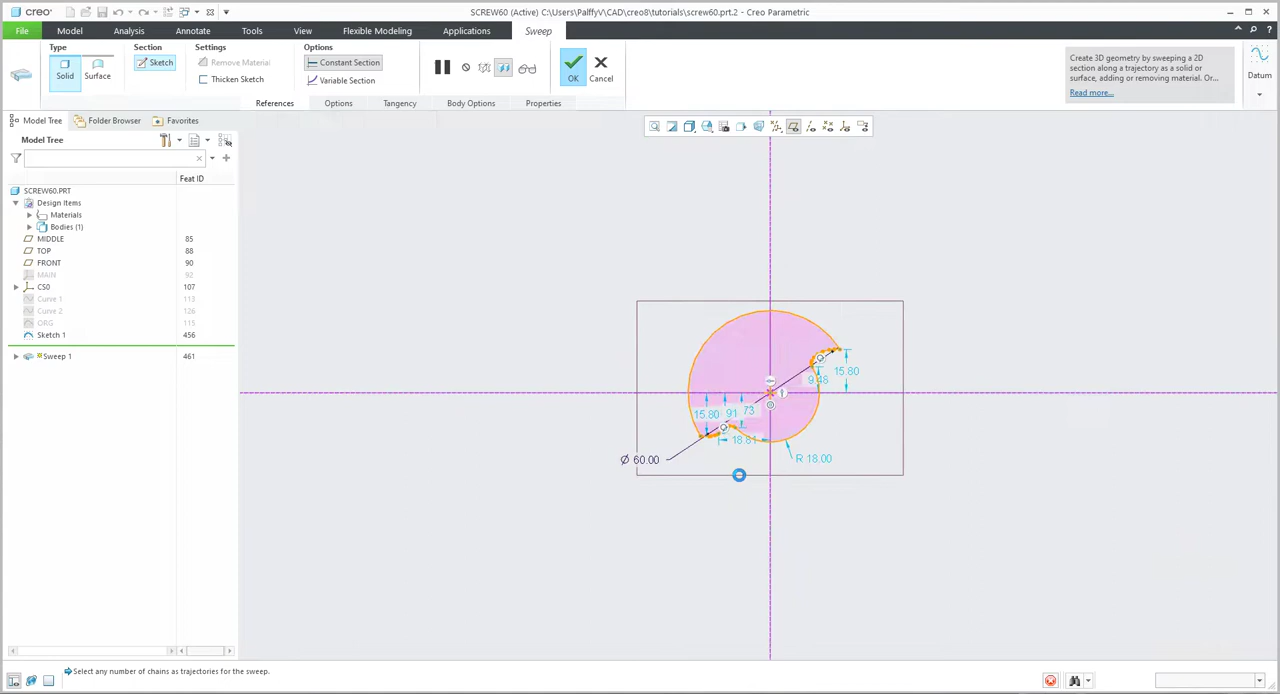 creo
SCREW60 (Active) C:\Users\PalffyV\CAD\creo8\tutorials\screw60.prt.2 - Creo Parametric
File Model Analysis Annotate Tools View Flexible Modeling Applications Sweep
Type Section Settings Options
Solid Surface Sketch Remove Material Thicken Sketch Constant Section Variable Section OK Cancel
Create 3D geometry by sweeping a 2D
section along a trajectory as a solid or
surface, adding or removing material. Or...
Read more...
Datum
References Options Tangency Body Options Properties
Model Tree Folder Browser Favorites
Model Tree
Feat ID
SCREW60.PRT
Design Items
Materials
Bodies (1)
MIDDLE 85
TOP 88
FRONT 90
MAIN 92
CS0 107
Curve 1 113
Curve 2 126
ORG 115
Sketch 1 456
Sweep 1 461
15.80
9.48
15.80 91 73
18.81
Ø 60.00
R 18.00
Select any number of chains as trajectories for the sweep.